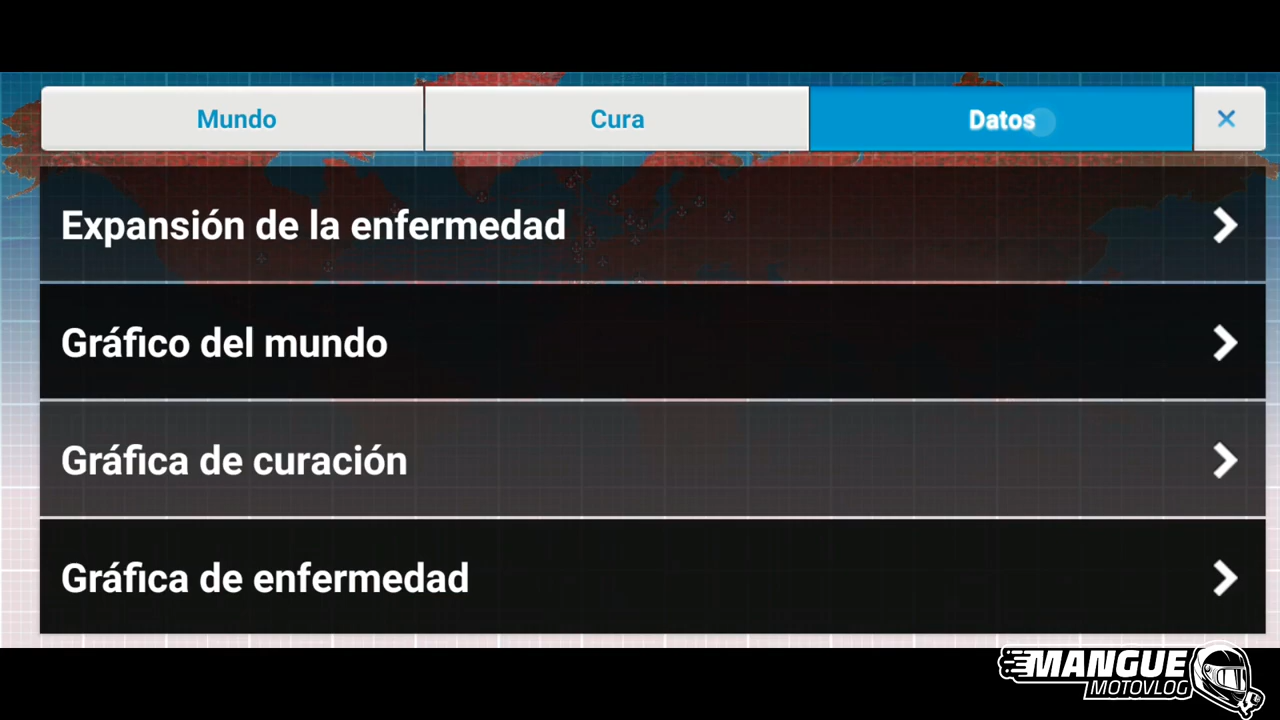 Mundo
Cura
Datos
×
Expansión de la enfermedad
Gráfico del mundo
Gráfica de curación
Gráfica de enfermedad
MANGUE
MOTOVLOG